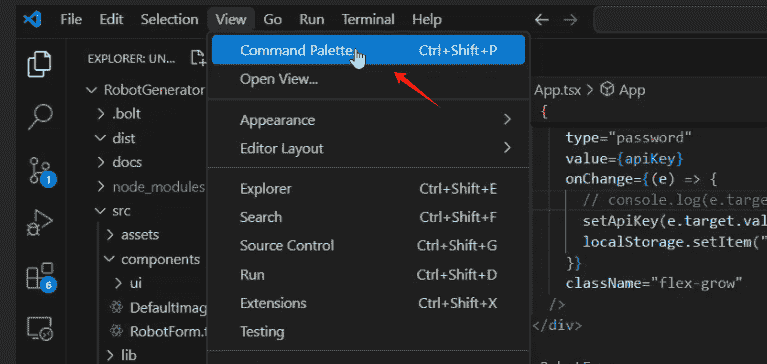 File Edit Selection View Go Run Terminal Help
EXPLORER: UN...
RobotGenerator
.bolt
dist
docs
node_modules
src
assets
components
ui
DefaultImag
RobotForm.t
lib
1
6
Command Palette... Ctrl+Shift+P
Open View...
Appearance
Editor Layout
Explorer Ctrl+Shift+E
Search Ctrl+Shift+F
Source Control Ctrl+Shift+G
Run Ctrl+Shift+D
Extensions Ctrl+Shift+X
Testing
App.tsx > App
{
type="password"
value={apiKey}
onChange={(e) => {
// console.log(e.targe
setApiKey(e.target.val
localStorage.setItem("
}}
className="flex-grow"
/>
</div>